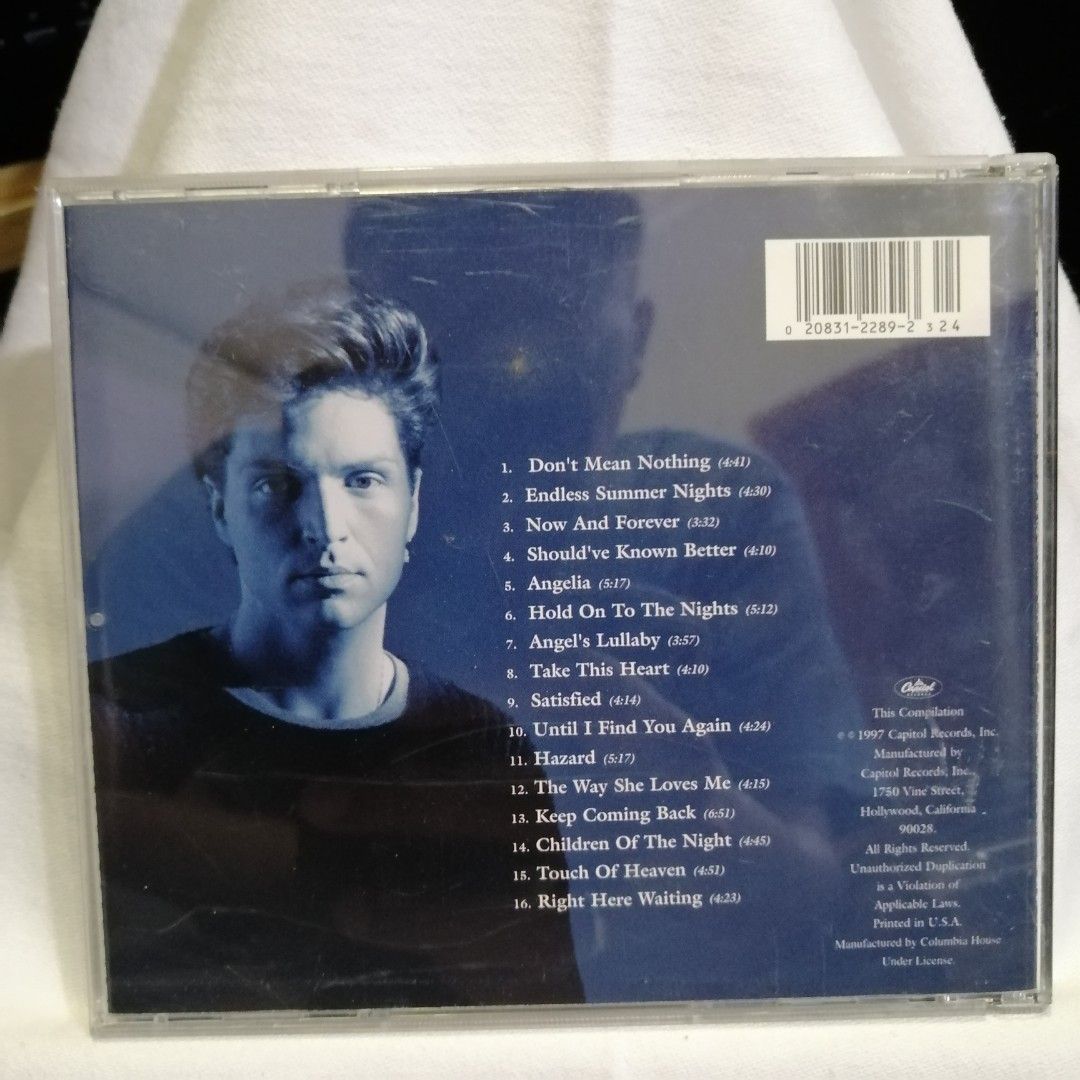 0 20831-2289-2 3 2 4
1. Don't Mean Nothing (4:41)
2. Endless Summer Nights (4:30)
3. Now And Forever (3:32)
4. Should've Known Better (4:10)
5. Angelia (5:17)
6. Hold On To The Nights (5:12)
7. Angel's Lullaby (3:57)
8. Take This Heart (4:10)
9. Satisfied (4:14)
10. Until I Find You Again (4:24)
11. Hazard (5:17)
12. The Way She Loves Me (4:15)
13. Keep Coming Back (6:51)
14. Children Of The Night (4:45)
15. Touch Of Heaven (4:51)
16. Right Here Waiting (4:23)
Capitol
RECORDS
This Compilation
℗ © 1997 Capitol Records, Inc.
Manufactured by
Capitol Records, Inc.,
1750 Vine Street,
Hollywood, California
90028.
All Rights Reserved.
Unauthorized Duplication
is a Violation of
Applicable Laws.
Printed in U.S.A.
Manufactured by Columbia House
Under License.